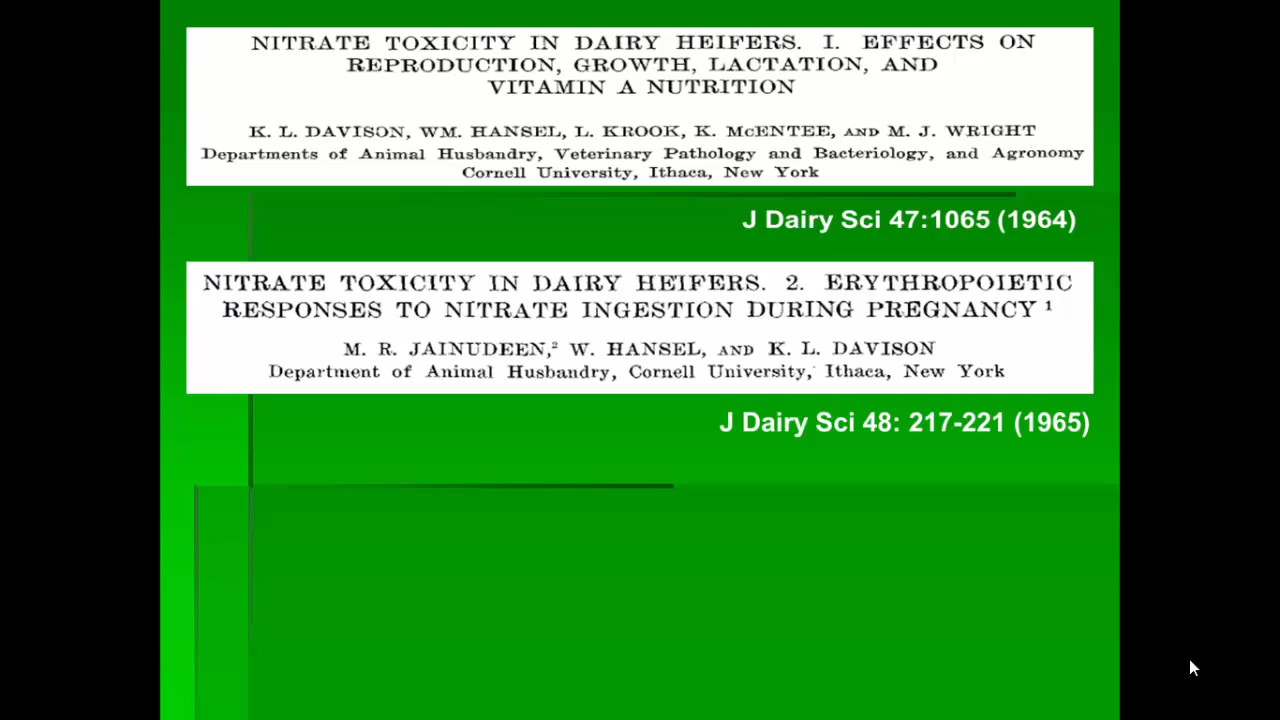 NITRATE TOXICITY IN DAIRY HEIFERS. I. EFFECTS ON
REPRODUCTION, GROWTH, LACTATION, AND
VITAMIN A NUTRITION
K. L. DAVISON, WM. HANSEL, L. KROOK, K. McENTEE, AND M. J. WRIGHT
Departments of Animal Husbandry, Veterinary Pathology and Bacteriology, and Agronomy
Cornell University, Ithaca, New York
J Dairy Sci 47:1065 (1964)
NITRATE TOXICITY IN DAIRY HEIFERS. 2. ERYTHROPOIETIC
RESPONSES TO NITRATE INGESTION DURING PREGNANCY ¹
M. R. JAINUDEEN,² W. HANSEL, AND K. L. DAVISON
Department of Animal Husbandry, Cornell University, Ithaca, New York
J Dairy Sci 48: 217-221 (1965)